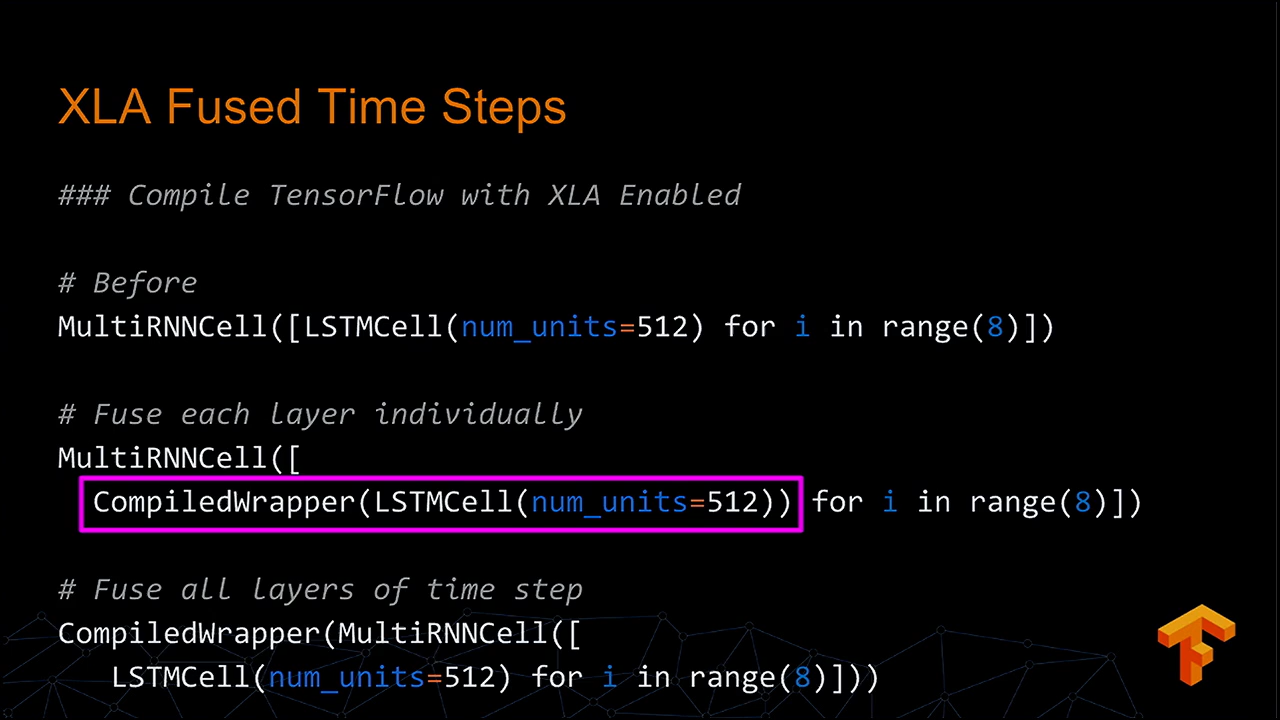 XLA Fused Time Steps
### Compile TensorFlow with XLA Enabled
# Before
MultiRNNCell([LSTMCell(num_units=512) for i in range(8)])
# Fuse each layer individually
MultiRNNCell([
CompiledWrapper(LSTMCell(num_units=512)) for i in range(8)])
# Fuse all layers of time step
CompiledWrapper(MultiRNNCell([
LSTMCell(num_units=512) for i in range(8)]))